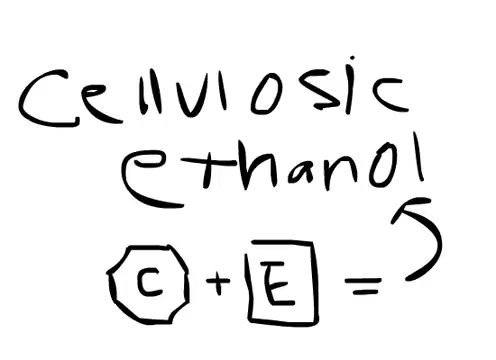 cellulosic
ethanol
C + E =